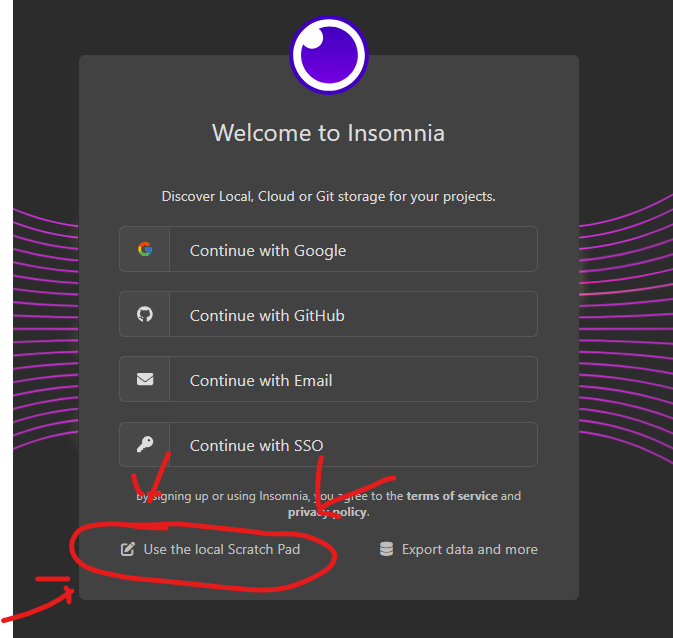 Welcome to Insomnia
Discover Local, Cloud or Git storage for your projects.
Continue with Google
Continue with GitHub
Continue with Email
Continue with SSO
By signing up or using Insomnia, you agree to the terms of service and
privacy policy.
Use the local Scratch Pad
Export data and more